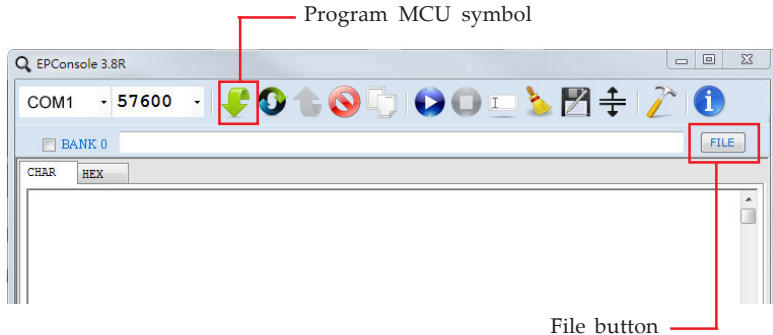 Program MCU symbol
EPConsole 3.8R
COM1 57600
BANK 0 FILE
CHAR HEX
File button